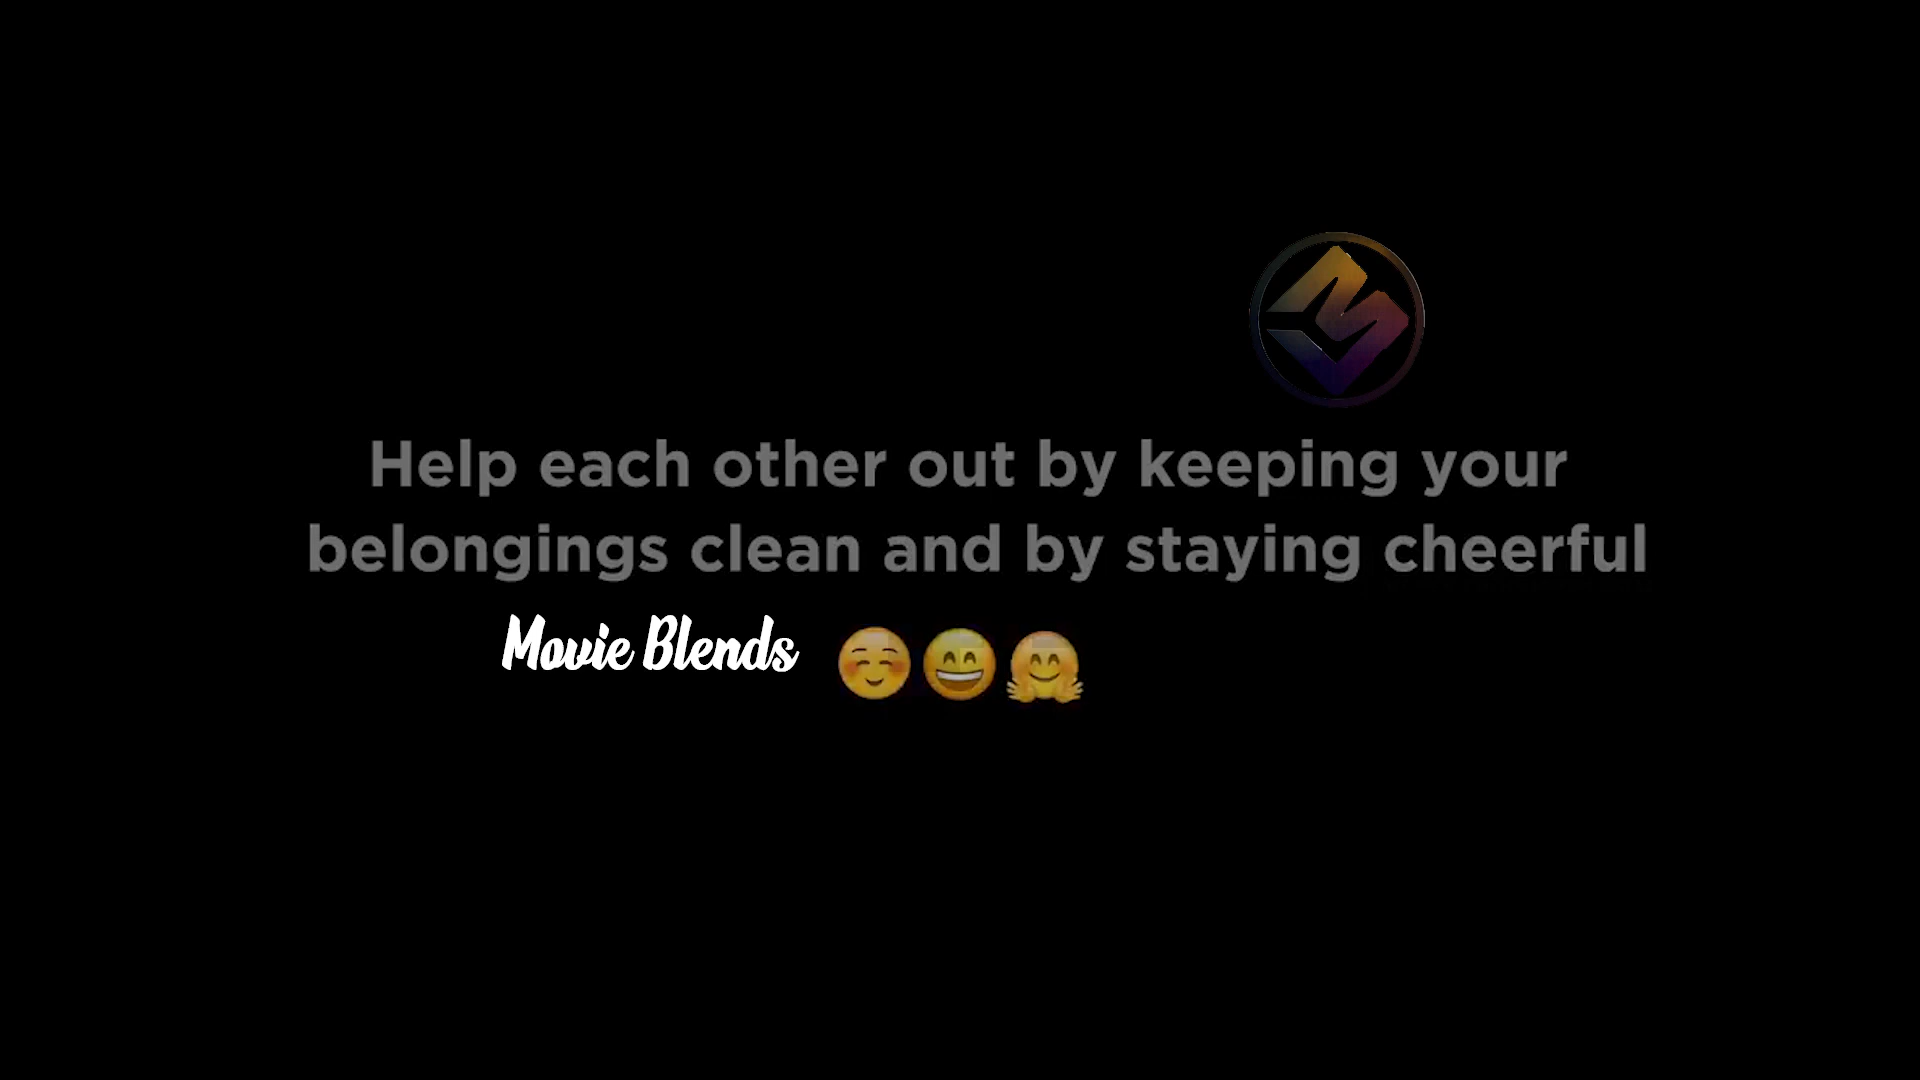 Help each other out by keeping your
belongings clean and by staying cheerful
Movie Blends ☺️😄🤗